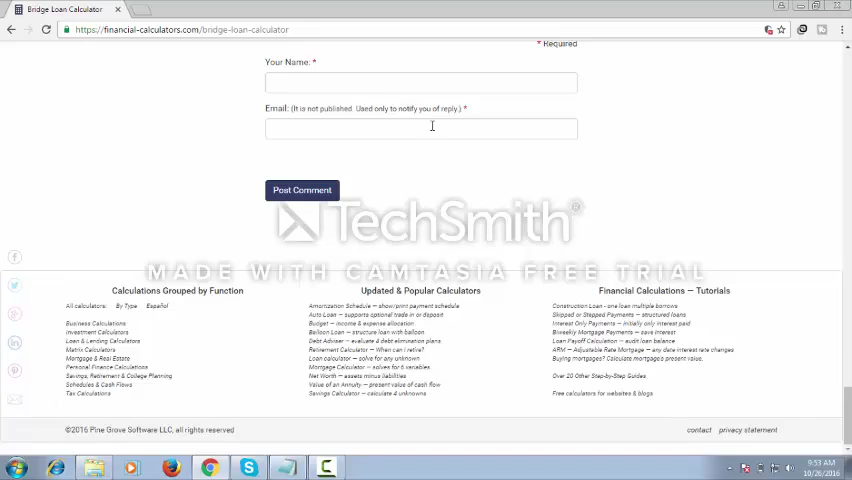 Bridge Loan Calculator
https://financial-calculators.com/bridge-loan-calculator
* Required
Your Name: *
Email: (It is not published. Used only to notify you of reply.) *
Post Comment
TechSmith®
MADE WITH CAMTASIA FREE TRIAL
Calculations Grouped by Function
All calculators: By Type Español
Business Calculations
Investment Calculators
Loan & Lending Calculators
Matrix Calculators
Mortgage & Real Estate
Personal Finance Calculations
Savings, Retirement & College Planning
Schedules & Cash Flows
Tax Calculations
Updated & Popular Calculators
Amortization Schedule — show/print payment schedule
Auto Loan — supports optional trade in or deposit
Budget — income & expense allocation
Balloon Loan — structure loan with balloon
Debt Adviser — evaluate 4 debt elimination plans
Retirement Calculator — When can I retire?
Loan calculator — solve for any unknown
Mortgage Calculator — solves for 6 variables
Net Worth — assets minus liabilities
Value of an Annuity — present value of cash flow
Savings Calculator — calculate 4 unknowns
Financial Calculations — Tutorials
Construction Loan - one loan multiple borrows
Skipped or Stepped Payments — structured loans
Interest Only Payments — initially only interest paid
Biweekly Mortgage Payments — save interest
Loan Payoff Calculation — audit loan balance
ARM — Adjustable Rate Mortgage — any date interest rate changes
Buying mortgages? Calculate mortgage's present value.
Over 20 Other Step-by-Step Guides
Free calculators for websites & blogs
©2016 Pine Grove Software LLC, all rights reserved
contact privacy statement
9:53 AM
10/26/2016